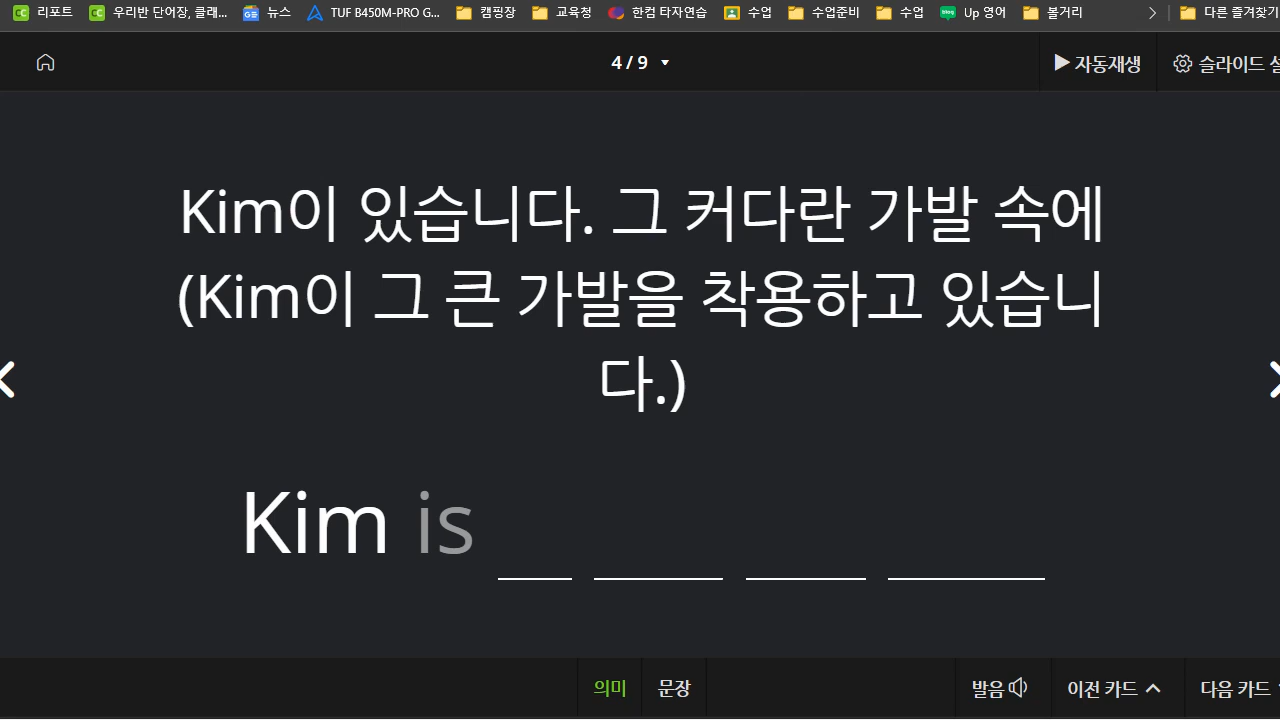 리포트 우리반 단어장, 클래... 뉴스 TUF B450M-PRO G... 캠핑장 교육청 한컴 타자연습 수업 수업준비 수업 Up 영어 볼거리 다른 즐겨찾기
4 / 9 자동재생 슬라이드
Kim이 있습니다. 그 커다란 가발 속에
(Kim이 그 큰 가발을 착용하고 있습니
다.)
Kim is
의미 문장 발음 이전 카드 다음 카드